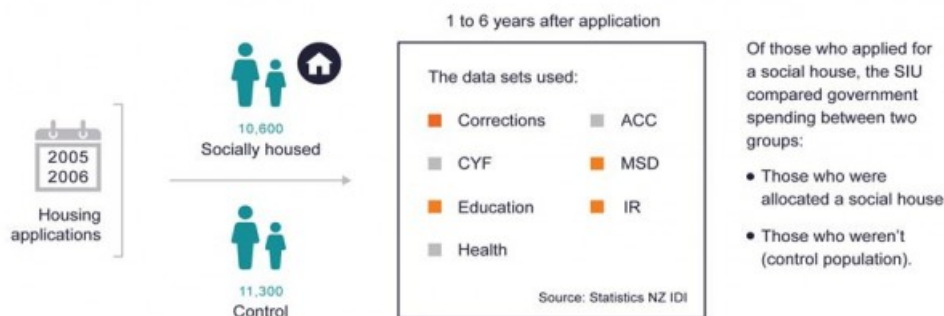 2005
2006
Housing
applications
10,600
Socially housed
11,300
Control
1 to 6 years after application
The data sets used:
Corrections
ACC
CYF
MSD
Education
IR
Health
Source: Statistics NZ IDI
Of those who applied for
a social house, the SIU
compared government
spending between two
groups:
• Those who were
allocated a social house
• Those who weren't
(control population).